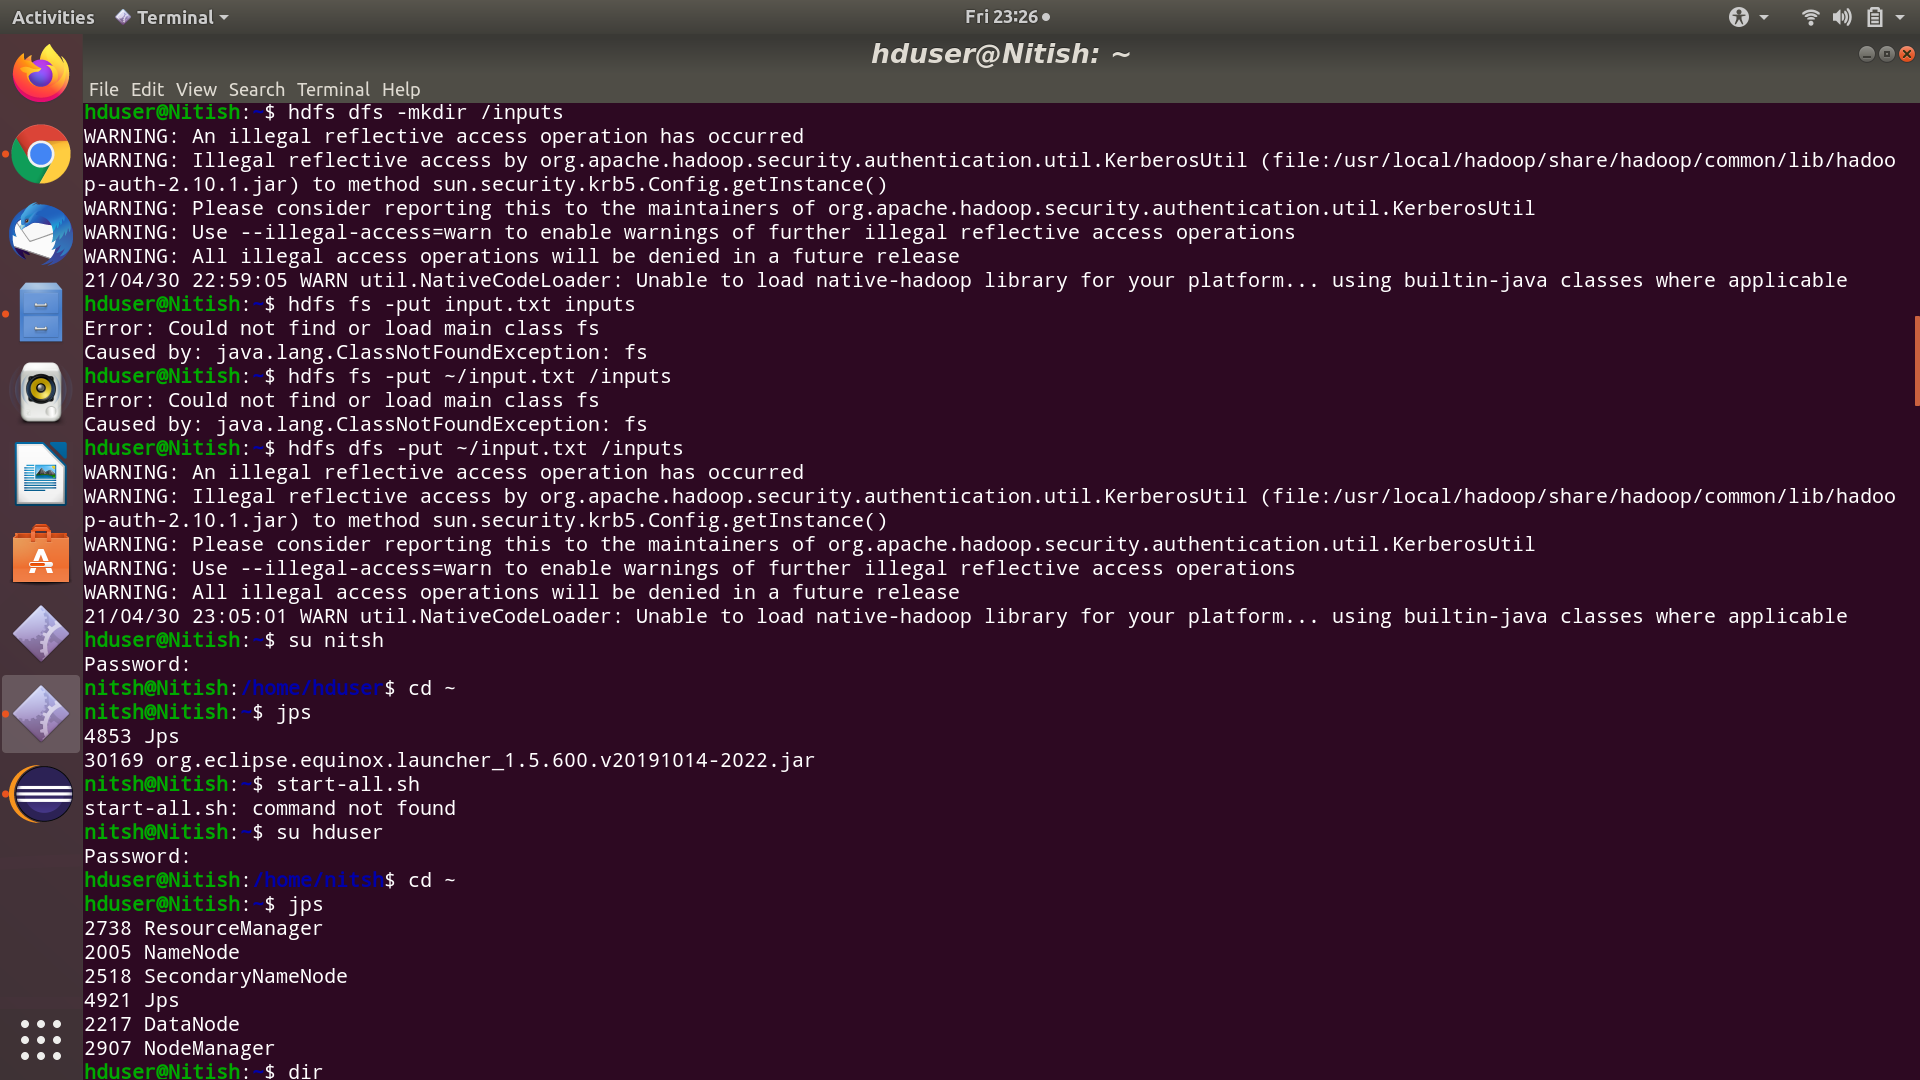 Activities Terminal Fri 23:26
hduser@Nitish: ~
File Edit View Search Terminal Help
hduser@Nitish:~$ hdfs dfs -mkdir /inputs
WARNING: An illegal reflective access operation has occurred
WARNING: Illegal reflective access by org.apache.hadoop.security.authentication.util.KerberosUtil (file:/usr/local/hadoop/share/hadoop/common/lib/hadoo
p-auth-2.10.1.jar) to method sun.security.krb5.Config.getInstance()
WARNING: Please consider reporting this to the maintainers of org.apache.hadoop.security.authentication.util.KerberosUtil
WARNING: Use --illegal-access=warn to enable warnings of further illegal reflective access operations
WARNING: All illegal access operations will be denied in a future release
21/04/30 22:59:05 WARN util.NativeCodeLoader: Unable to load native-hadoop library for your platform... using builtin-java classes where applicable
hduser@Nitish:~$ hdfs fs -put input.txt inputs
Error: Could not find or load main class fs
Caused by: java.lang.ClassNotFoundException: fs
hduser@Nitish:~$ hdfs fs -put ~/input.txt /inputs
Error: Could not find or load main class fs
Caused by: java.lang.ClassNotFoundException: fs
hduser@Nitish:~$ hdfs dfs -put ~/input.txt /inputs
WARNING: An illegal reflective access operation has occurred
WARNING: Illegal reflective access by org.apache.hadoop.security.authentication.util.KerberosUtil (file:/usr/local/hadoop/share/hadoop/common/lib/hadoo
p-auth-2.10.1.jar) to method sun.security.krb5.Config.getInstance()
WARNING: Please consider reporting this to the maintainers of org.apache.hadoop.security.authentication.util.KerberosUtil
WARNING: Use --illegal-access=warn to enable warnings of further illegal reflective access operations
WARNING: All illegal access operations will be denied in a future release
21/04/30 23:05:01 WARN util.NativeCodeLoader: Unable to load native-hadoop library for your platform... using builtin-java classes where applicable
hduser@Nitish:~$ su nitsh
Password:
nitsh@Nitish:/home/hduser$ cd ~
nitsh@Nitish:~$ jps
4853 Jps
30169 org.eclipse.equinox.launcher_1.5.600.v20191014-2022.jar
nitsh@Nitish:~$ start-all.sh
start-all.sh: command not found
nitsh@Nitish:~$ su hduser
Password:
hduser@Nitish:/home/nitsh$ cd ~
hduser@Nitish:~$ jps
2738 ResourceManager
2005 NameNode
2518 SecondaryNameNode
4921 Jps
2217 DataNode
2907 NodeManager
hduser@Nitish:~$ dir